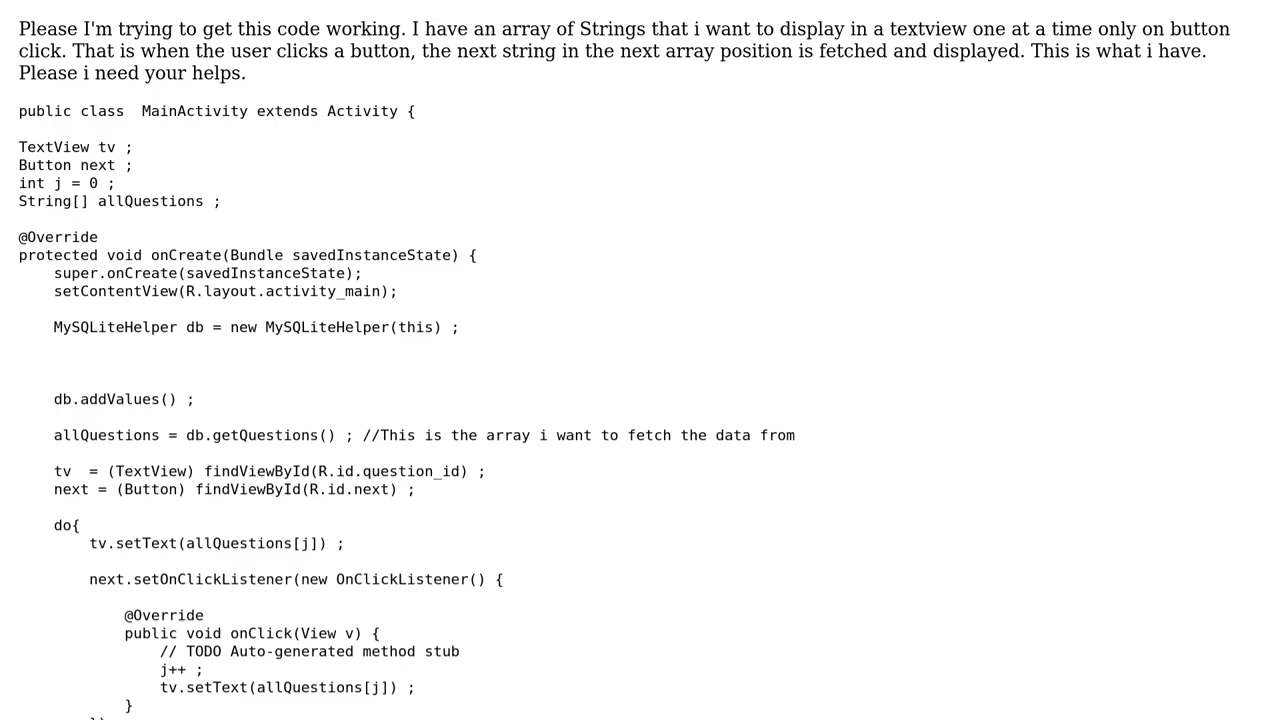 Please I'm trying to get this code working. I have an array of Strings that i want to display in a textview one at a time only on button
click. That is when the user clicks a button, the next string in the next array position is fetched and displayed. This is what i have.
Please i need your helps.
public class  MainActivity extends Activity {
TextView tv ;
Button next ;
int j = 0 ;
String[] allQuestions ;
@Override
protected void onCreate(Bundle savedInstanceState) {
    super.onCreate(savedInstanceState);
    setContentView(R.layout.activity_main);
    MySQLiteHelper db = new MySQLiteHelper(this) ;
    db.addValues() ;
    allQuestions = db.getQuestions() ; //This is the array i want to fetch the data from
    tv  = (TextView) findViewById(R.id.question_id) ;
    next = (Button) findViewById(R.id.next) ;
    do{
        tv.setText(allQuestions[j]) ;
        next.setOnClickListener(new OnClickListener() {
            @Override
            public void onClick(View v) {
                // TODO Auto-generated method stub
                j++ ;
                tv.setText(allQuestions[j]) ;
            }